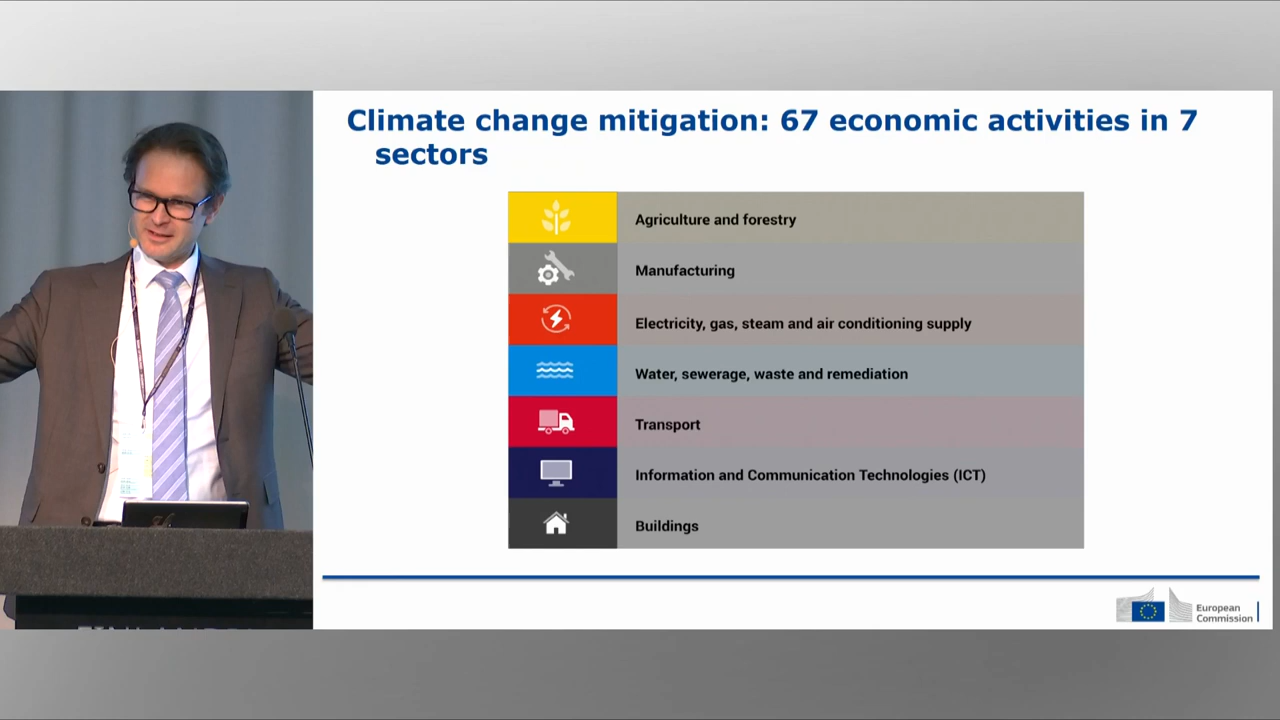 Climate change mitigation: 67 economic activities in 7
sectors
Agriculture and forestry
Manufacturing
Electricity, gas, steam and air conditioning supply
Water, sewerage, waste and remediation
Transport
Information and Communication Technologies (ICT)
Buildings
European
Commission